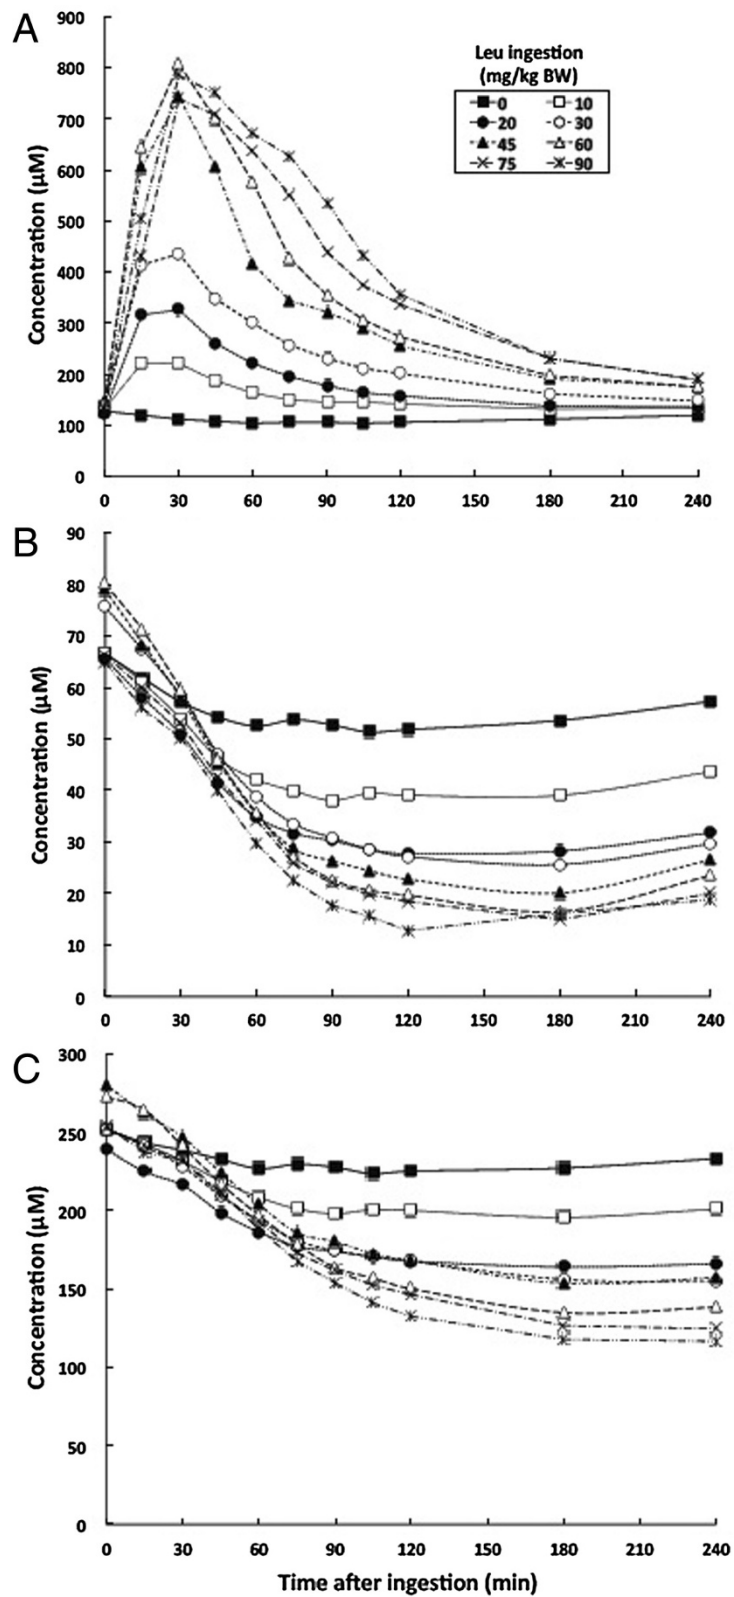 A
900
800
700
600
500
400
300
200
100
0
Concentration (µM)
Leu ingestion
(mg/kg BW)
0 10
20 30
45 60
75 90
0 30 60 90 120 150 180 210 240
B
90
80
70
60
50
40
30
20
10
0
Concentration (µM)
0 30 60 90 120 150 180 210 240
C
300
250
200
150
100
50
0
Concentration (µM)
0 30 60 90 120 150 180 210 240
Time after ingestion (min)